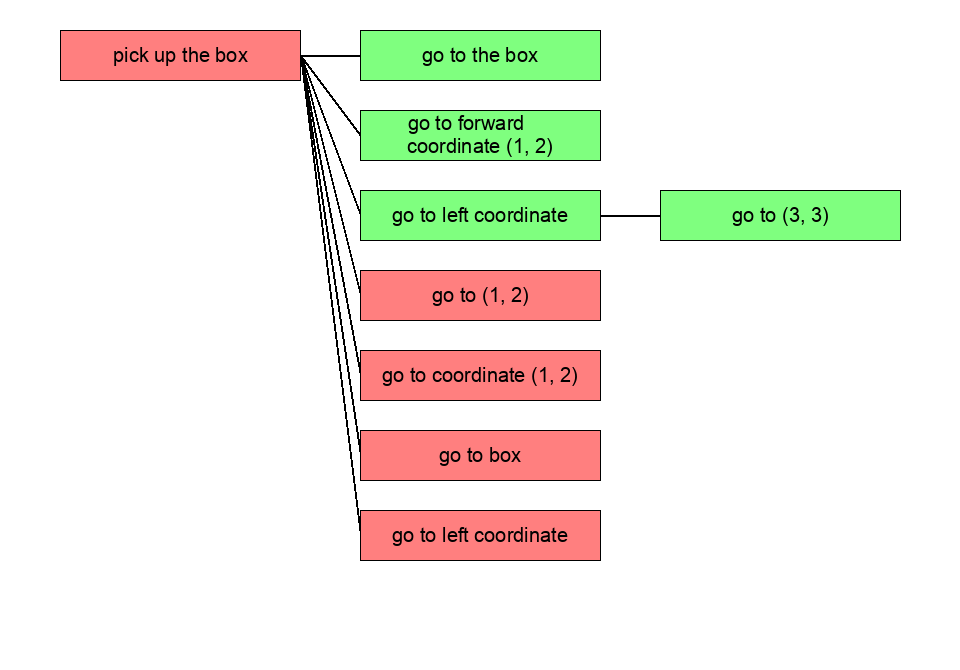 pick up the box
go to the box
go to forward
coordinate (1, 2)
go to left coordinate
go to (3, 3)
go to (1, 2)
go to coordinate (1, 2)
go to box
go to left coordinate